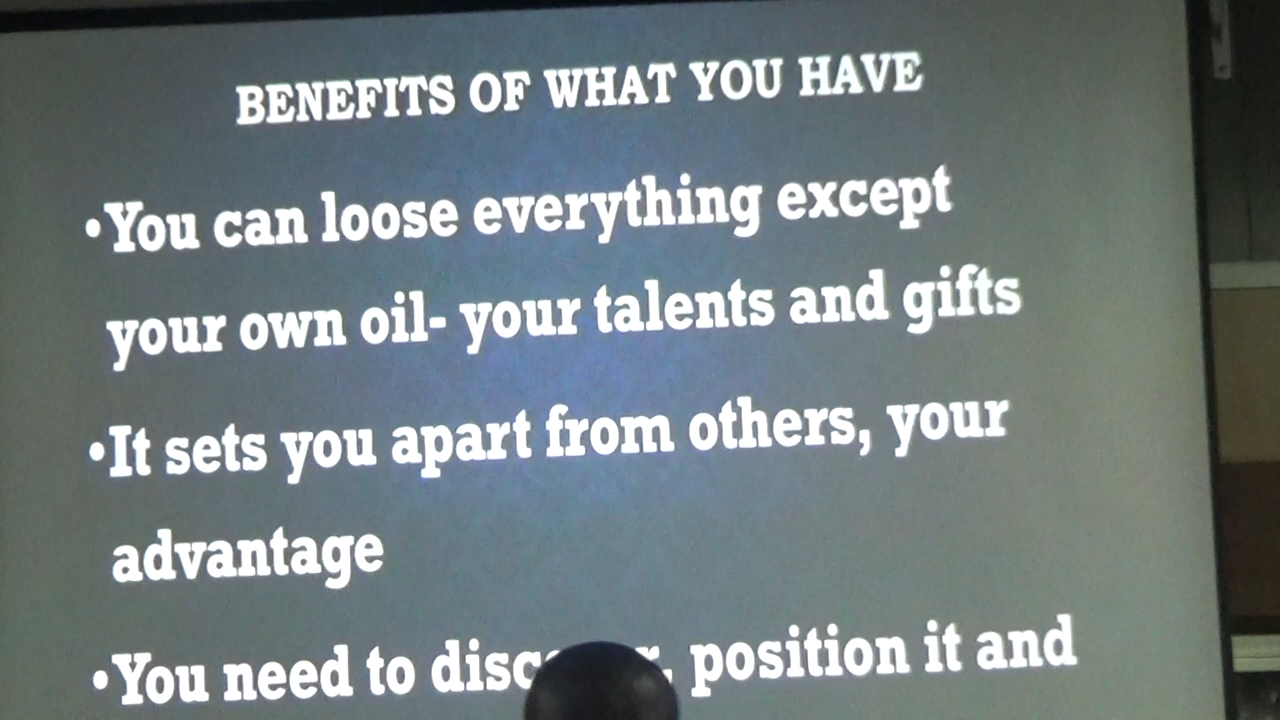 BENEFITS OF WHAT YOU HAVE
•You can loose everything except
your own oil- your talents and gifts
•It sets you apart from others, your
advantage
•You need to position it and